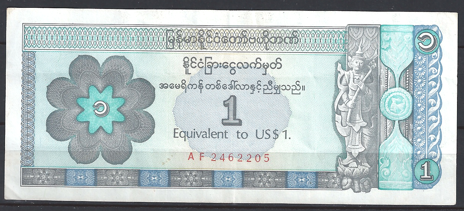 မြန်မာနိုင်ငံတော်ဗဟိုဘဏ်
၁
နိုင်ငံခြားငွေလက်မှတ်
အမေရိကန်တစ်ဒေါ်လာနှင့်ညီမျှသည်။
၁
1
Equivalent to US$ 1.
AF2462205
1